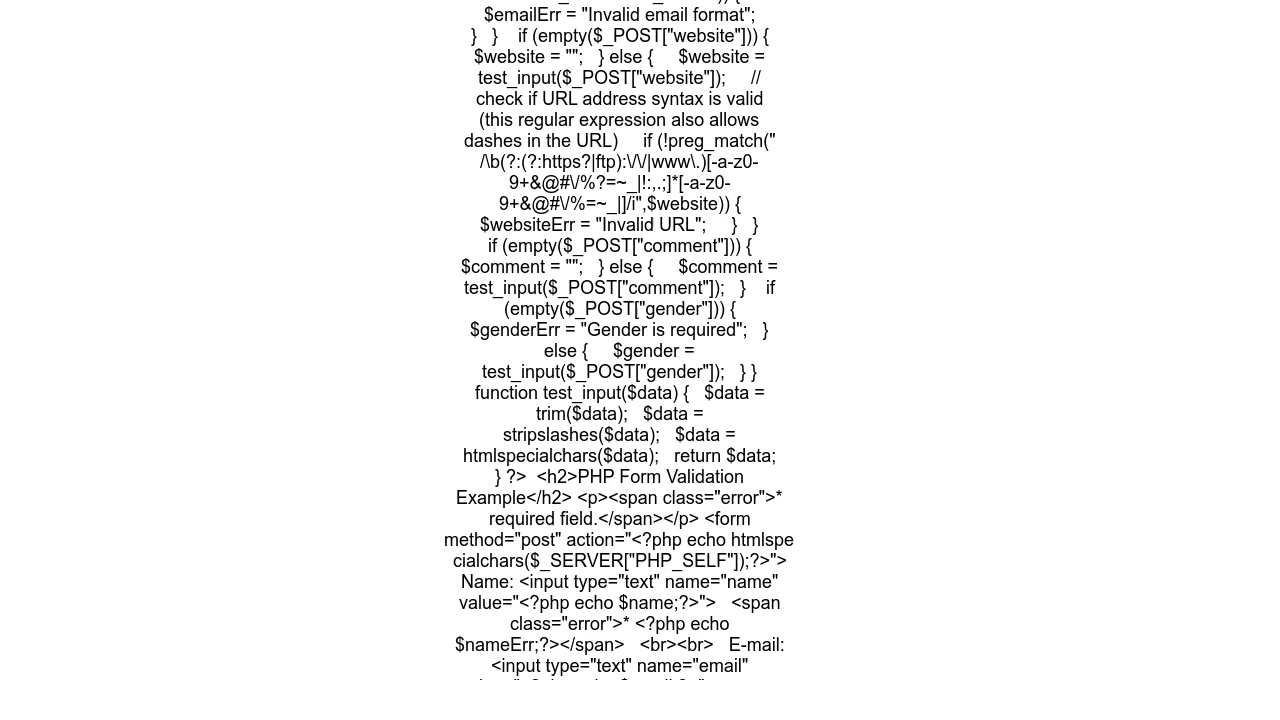 $emailErr = "Invalid email format";
} } if (empty($_POST["website"])) {
$website = ""; } else { $website =
test_input($_POST["website"]); //
check if URL address syntax is valid
(this regular expression also allows
dashes in the URL) if (!preg_match("
/\b(?:(?:https?|ftp):\/\/|www\.)[-a-z0-
9+&@#\/%?=~_|!:,.;]*[-a-z0-
9+&@#\/%=~_|]/i",$website)) {
$websiteErr = "Invalid URL"; } }
if (empty($_POST["comment"])) {
$comment = ""; } else { $comment =
test_input($_POST["comment"]); } if
(empty($_POST["gender"])) {
$genderErr = "Gender is required"; }
else { $gender =
test_input($_POST["gender"]); } }
function test_input($data) { $data =
trim($data); $data =
stripslashes($data); $data =
htmlspecialchars($data); return $data;
} ?> <h2>PHP Form Validation
Example</h2> <p><span class="error">*
required field.</span></p> <form
method="post" action="<?php echo htmlspe
cialchars($_SERVER["PHP_SELF"]);?>">
Name: <input type="text" name="name"
value="<?php echo $name;?>"> <span
class="error">* <?php echo
$nameErr;?></span> <br><br> E-mail:
<input type="text" name="email"